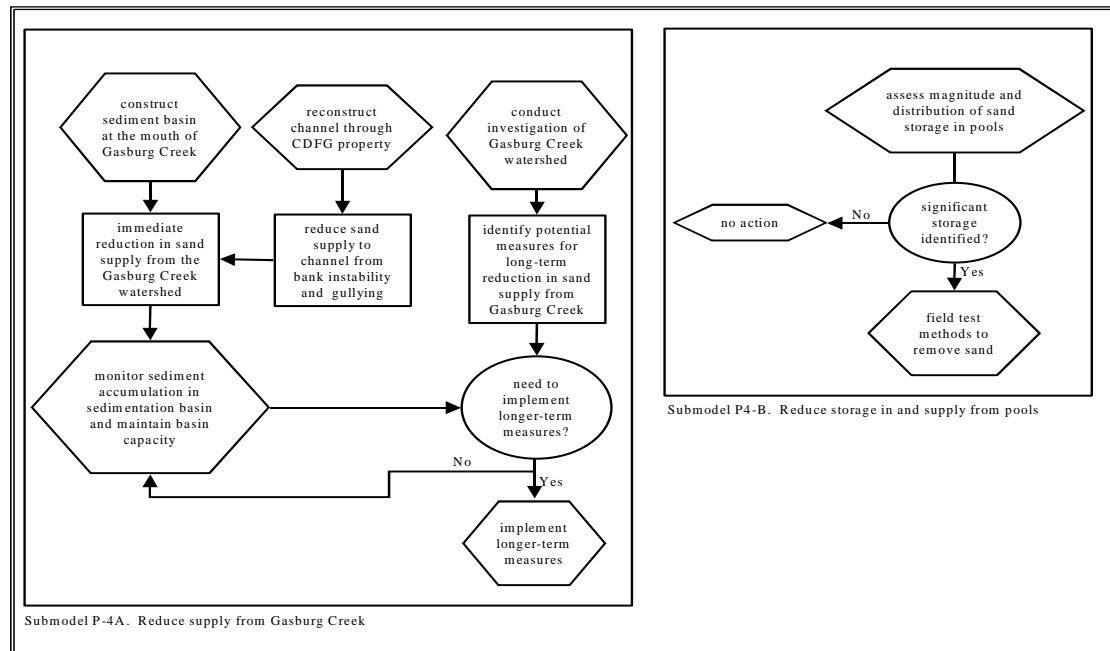 construct
sediment basin
at the mouth of
Gasburg Creek
reconstruct
channel through
CDFG property
conduct
investigation of
Gasburg Creek
watershed
immediate
reduction in sand
supply from the
Gasburg Creek
watershed
reduce sand
supply to
channel from
bank instability
and gullying
identify potential
measures for
long-term
reduction in sand
supply from
Gasburg Creek
monitor sediment
accumulation in
sedimentation basin
and maintain basin
capacity
need to
implement
longer-term
measures?
No
Yes
implement
longer-term
measures
Submodel P-4A. Reduce supply from Gasburg Creek
assess magnitude and
distribution of sand
storage in pools
significant
storage
identified?
No
no action
Yes
field test
methods to
remove sand
Submodel P4-B. Reduce storage in and supply from pools